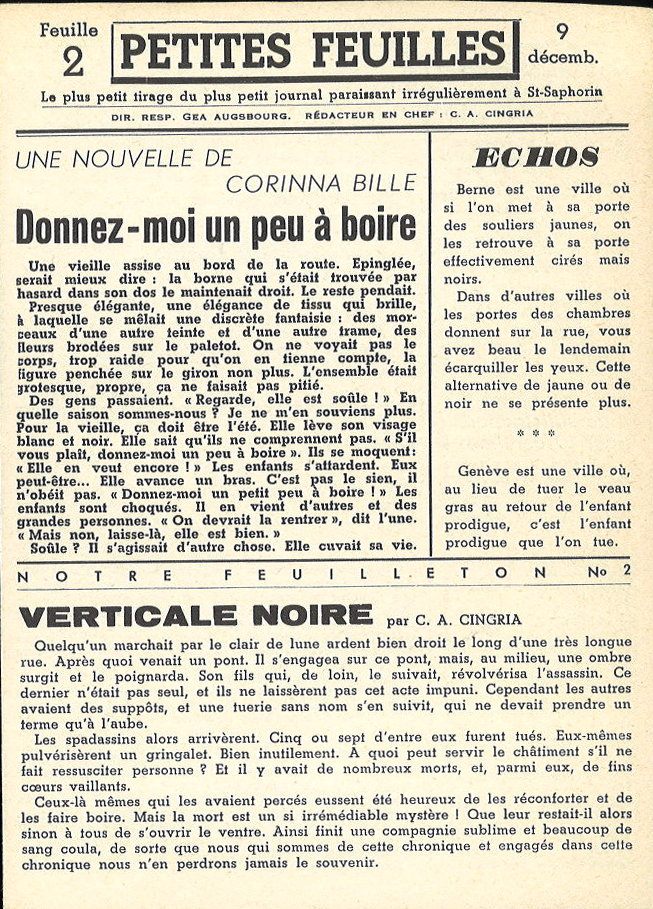 Feuille
2
PETITES FEUILLES
9
décemb.
Le plus petit tirage du plus petit journal paraissant irrégulièrement à St-Saphorin
DIR. RESP. GEA AUGSBOURG. RÉDACTEUR EN CHEF : C. A. CINGRIA
UNE NOUVELLE DE
CORINNA BILLE
Donnez-moi un peu à boire
Une vieille assise au bord de la route. Epinglée,
serait mieux dire : la borne qui s'était trouvée par
hasard dans son dos le maintenait droit. Le reste pendait.
Presque élégante, une élégance de tissu qui brille,
à laquelle se mêlait une discrète fantaisie : des mor-
ceaux d'une autre teinte et d'une autre trame, des
fleurs brodées sur le paletot. On ne voyait pas le
corps, trop raide pour qu'on en tienne compte, la
figure penchée sur le giron non plus. L'ensemble était
grotesque, propre, ça ne faisait pas pitié.
Des gens passaient. « Regarde, elle est soûle ! » En
quelle saison sommes-nous ? Je ne m'en souviens plus.
Pour la vieille, ça doit être l'été. Elle lève son visage
blanc et noir. Elle sait qu'ils ne comprennent pas. « S'il
vous plaît, donnez-moi un peu à boire ». Ils se moquent:
« Elle en veut encore ! » Les enfants s'attardent. Eux
peut-être... Elle avance un bras. C'est pas le sien, il
n'obéit pas. « Donnez-moi un petit peu à boire ! » Les
enfants sont choqués. Il en vient d'autres et des
grandes personnes. « On devrait la rentrer », dit l'une.
« Mais non, laisse-là, elle est bien. »
Soûle ? Il s'agissait d'autre chose. Elle cuvait sa vie.
ECHOS
Berne est une ville où
si l'on met à sa porte
des souliers jaunes, on
les retrouve à sa porte
effectivement cirés mais
noirs.
Dans d'autres villes où
les portes des chambres
donnent sur la rue, vous
avez beau le lendemain
écarquiller les yeux. Cette
alternative de jaune ou de
noir ne se présente plus.
* * *
Genève est une ville où,
au lieu de tuer le veau
gras au retour de l'enfant
prodigue, c'est l'enfant
prodigue que l'on tue.
NOTRE FEUILLETON No 2
VERTICALE NOIRE par C. A. CINGRIA
Quelqu'un marchait par le clair de lune ardent bien droit le long d'une très longue
rue. Après quoi venait un pont. Il s'engagea sur ce pont, mais, au milieu, une ombre
surgit et le poignarda. Son fils qui, de loin, le suivait, révolvérisa l'assassin. Ce
dernier n'était pas seul, et ils ne laissèrent pas cet acte impuni. Cependant les autres
avaient des suppôts, et une tuerie sans nom s'en suivit, qui ne devait prendre un
terme qu'à l'aube.
Les spadassins alors arrivèrent. Cinq ou sept d'entre eux furent tués. Eux-mêmes
pulvérisèrent un gringalet. Bien inutilement. A quoi peut servir le châtiment s'il ne
fait ressusciter personne ? Et il y avait de nombreux morts, et, parmi eux, de fins
cœurs vaillants.
Ceux-là mêmes qui les avaient percés eussent été heureux de les réconforter et de
les faire boire. Mais la mort est un si irrémédiable mystère ! Que leur restait-il alors
sinon à tous de s'ouvrir le ventre. Ainsi finit une compagnie sublime et beaucoup de
sang coula, de sorte que nous qui sommes de cette chronique et engagés dans cette
chronique nous n'en perdrons jamais le souvenir.